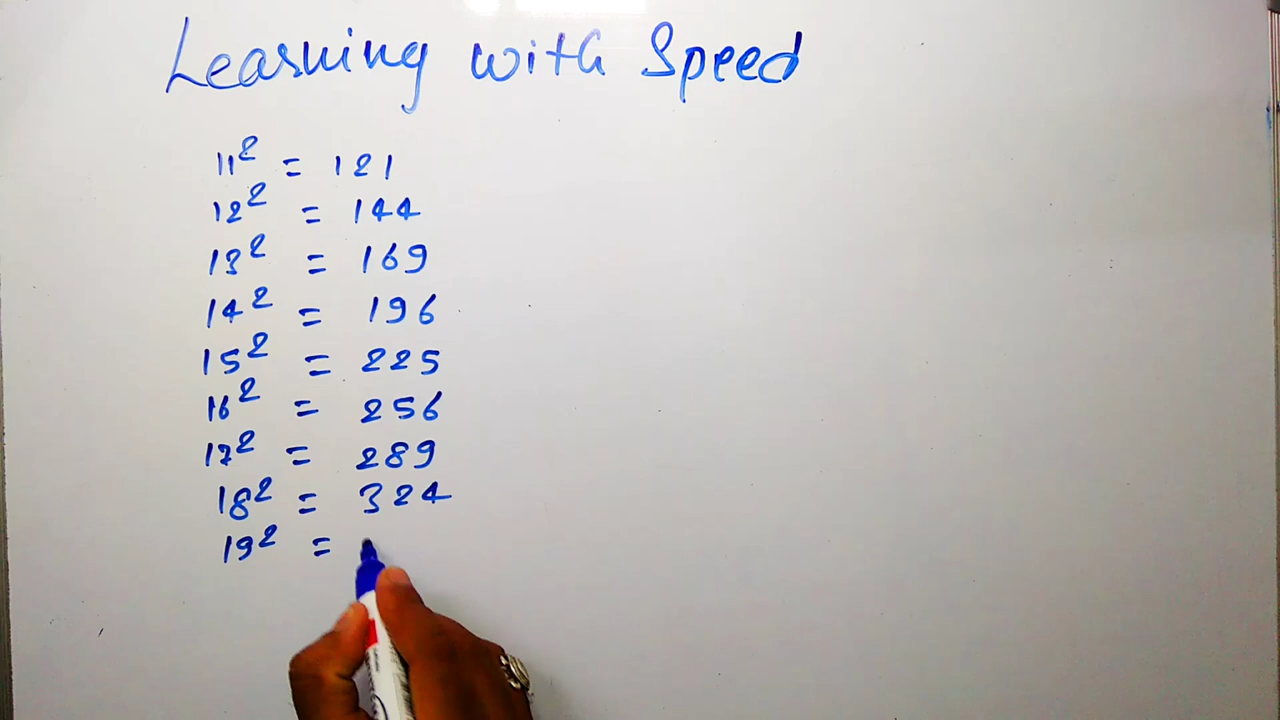 Learning with Speed
11² = 121
12² = 144
13² = 169
14² = 196
15² = 225
16² = 256
17² = 289
18² = 324
19² =